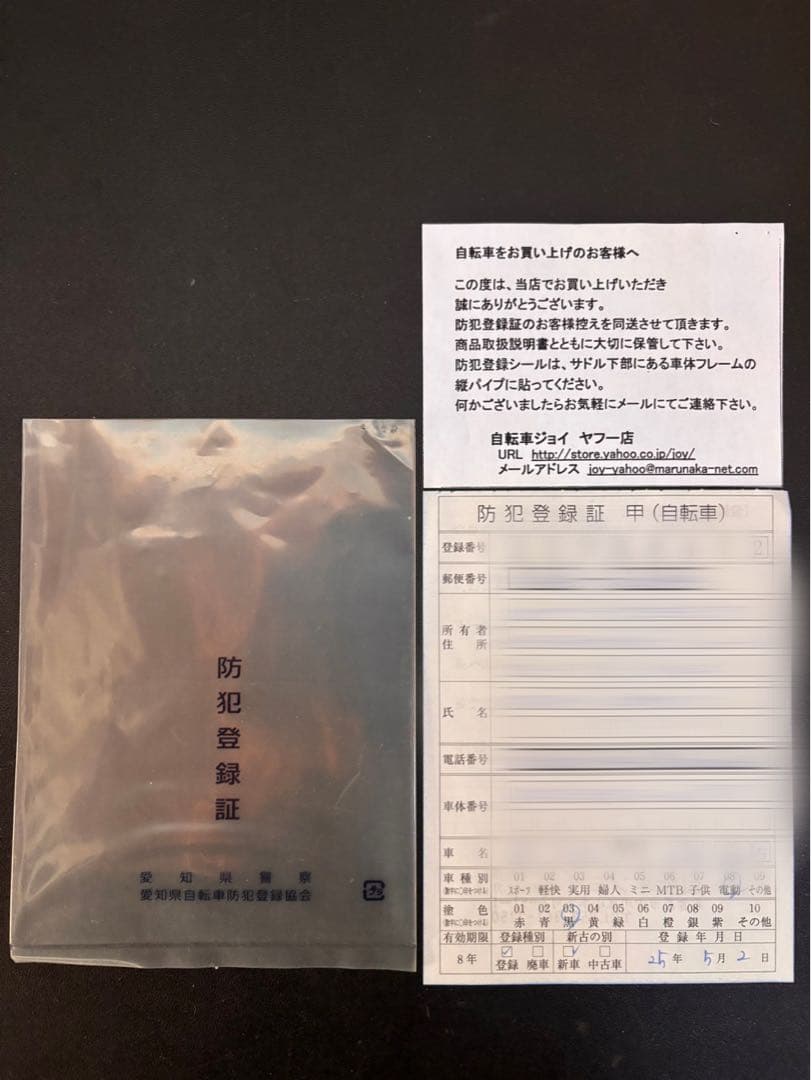 自転車をお買い上げのお客様へ
この度は、当店でお買い上げいただき
誠にありがとうございます。
防犯登録証のお客様控えを同送させて頂きます。
商品取扱説明書とともに大切に保管して下さい。
防犯登録シールは、サドル下部にある車体フレームの
縦パイプに貼ってください。
何かございましたらお気軽にメールにてご連絡下さい。
自転車ジョイ ヤフー店
URL http://store.yahoo.co.jp/joy/
メールアドレス joy-yahoo@marunaka-net.com
防犯登録証
愛知県警察
愛知県自転車防犯登録協会
防犯登録証 甲(自転車)
登録番号 2
郵便番号
所有者
住所
氏名
電話番号
車体番号
車名
車種別 01 02 03 04 05 06 07 08 09
スポーツ 軽快 実用 婦人 ミニ MTB 子供 電動 その他
塗色 01 02 03 04 05 06 07 08 09 10
赤 青 黒 黄 緑 白 橙 銀 紫 その他
有効期限 登録種別 新古の別 登録年月日
8年 登録 廃車 新車 中古車 25年 5月 2日